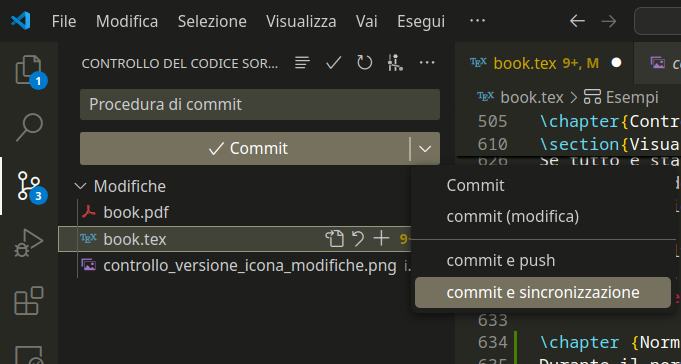 File Modifica Selezione Visualizza Vai Esegui ...
CONTROLLO DEL CODICE SOR...
book.tex 9+, M
Procedura di commit
book.tex > Esempi
Commit
505 \chapter{Contr
610 \section{Visua
626 Se tutto è sta
Modifiche
book.pdf
book.tex 9+
controllo_versione_icona_modifiche.png i.
Commit
commit (modifica)
commit e push
commit e sincronizzazione
633
634 \chapter {Norm
635 Durante il nor
1
3